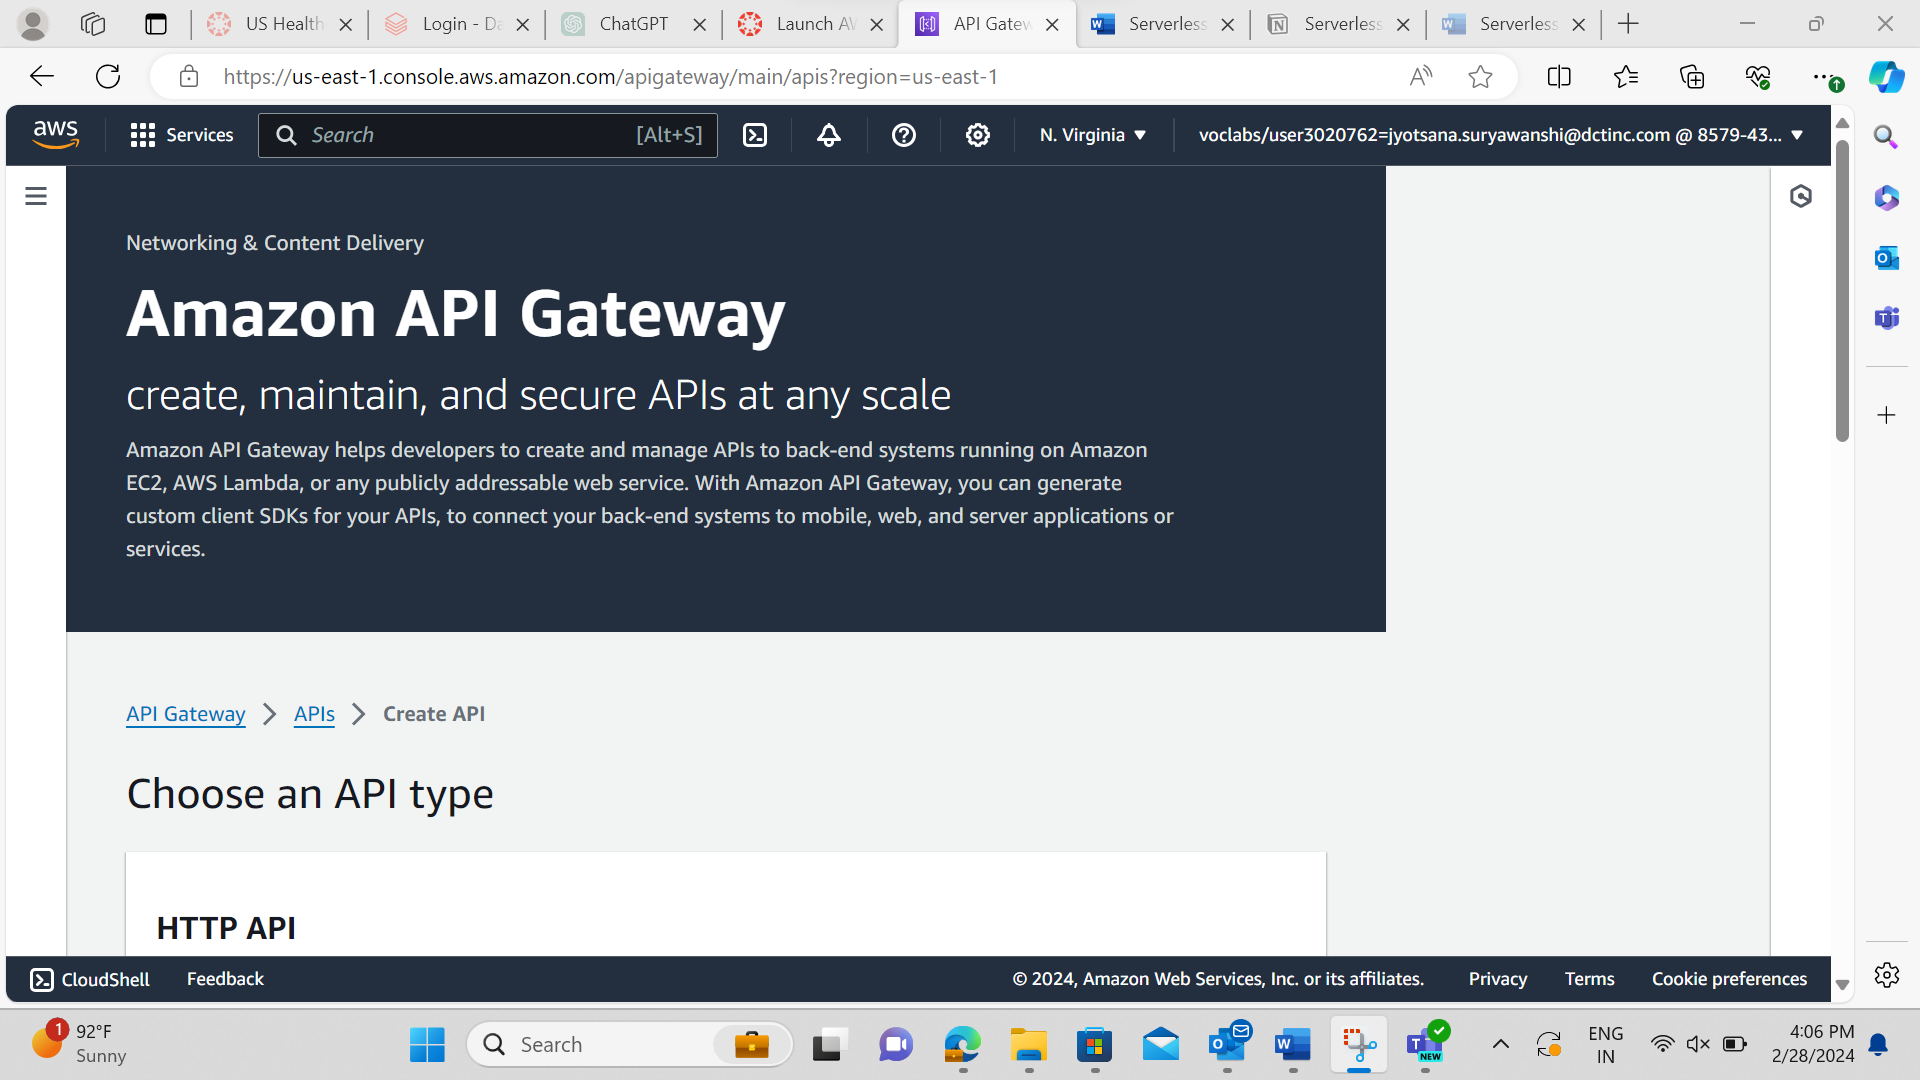 US Health
Login - Da
ChatGPT
Launch AV
API Gatew
Serverless
Serverless
Serverless
https://us-east-1.console.aws.amazon.com/apigateway/main/apis?region=us-east-1
aws
Services
Search
[Alt+S]
N. Virginia
voclabs/user3020762=jyotsana.suryawanshi@dctinc.com @ 8579-43...
Networking & Content Delivery
Amazon API Gateway
create, maintain, and secure APIs at any scale
Amazon API Gateway helps developers to create and manage APIs to back-end systems running on Amazon
EC2, AWS Lambda, or any publicly addressable web service. With Amazon API Gateway, you can generate
custom client SDKs for your APIs, to connect your back-end systems to mobile, web, and server applications or
services.
API Gateway > APIs > Create API
Choose an API type
HTTP API
CloudShell
Feedback
© 2024, Amazon Web Services, Inc. or its affiliates.
Privacy
Terms
Cookie preferences
1
92°F
Sunny
Search
NEW
ENG
IN
4:06 PM
2/28/2024